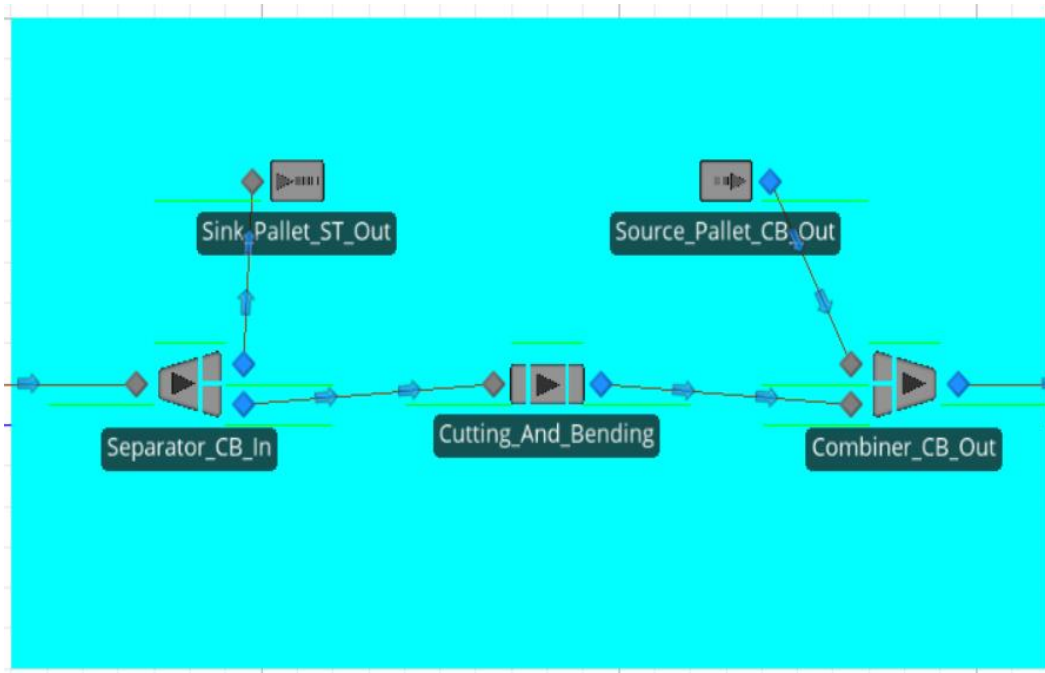 Sink_Pallet_ST_Out
Source_Pallet_CB_Out
Separator_CB_In
Cutting_And_Bending
Combiner_CB_Out